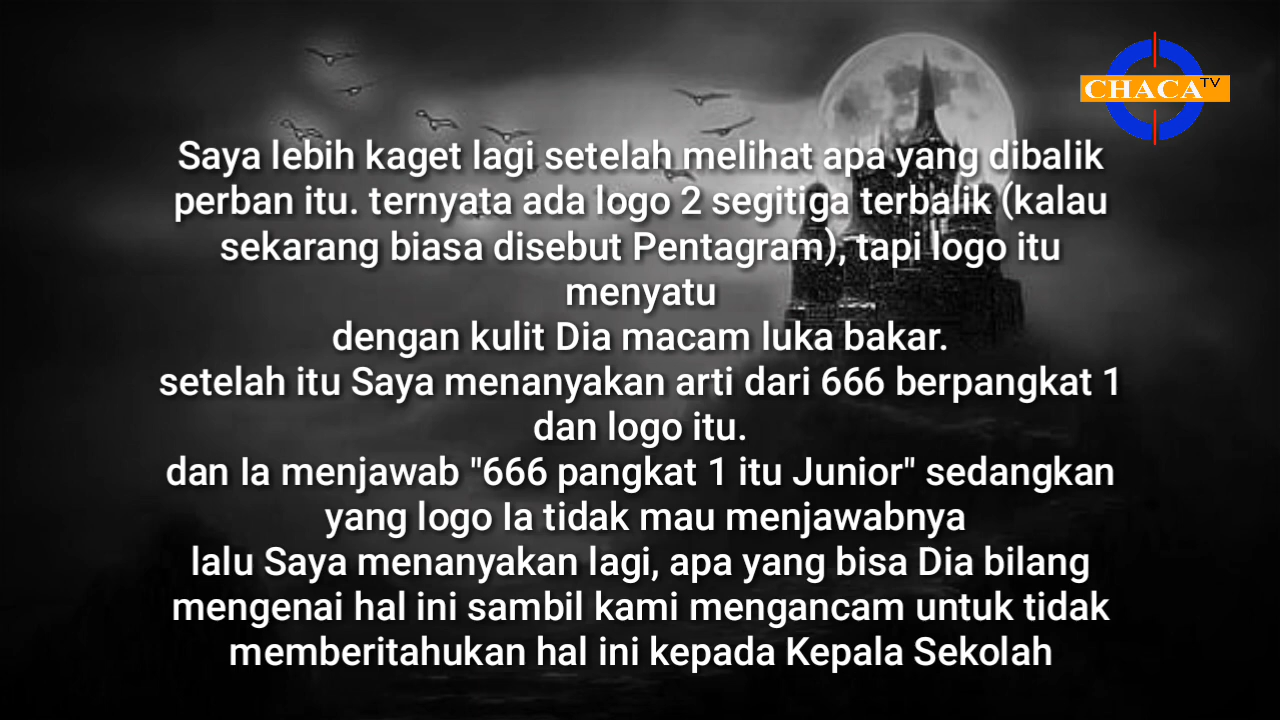 CHACA TV
Saya lebih kaget lagi setelah melihat apa yang dibalik
perban itu. ternyata ada logo 2 segitiga terbalik (kalau
sekarang biasa disebut Pentagram), tapi logo itu
menyatu
dengan kulit Dia macam luka bakar.
setelah itu Saya menanyakan arti dari 666 berpangkat 1
dan logo itu.
dan Ia menjawab "666 pangkat 1 itu Junior" sedangkan
yang logo Ia tidak mau menjawabnya
lalu Saya menanyakan lagi, apa yang bisa Dia bilang
mengenai hal ini sambil kami mengancam untuk tidak
memberitahukan hal ini kepada Kepala Sekolah